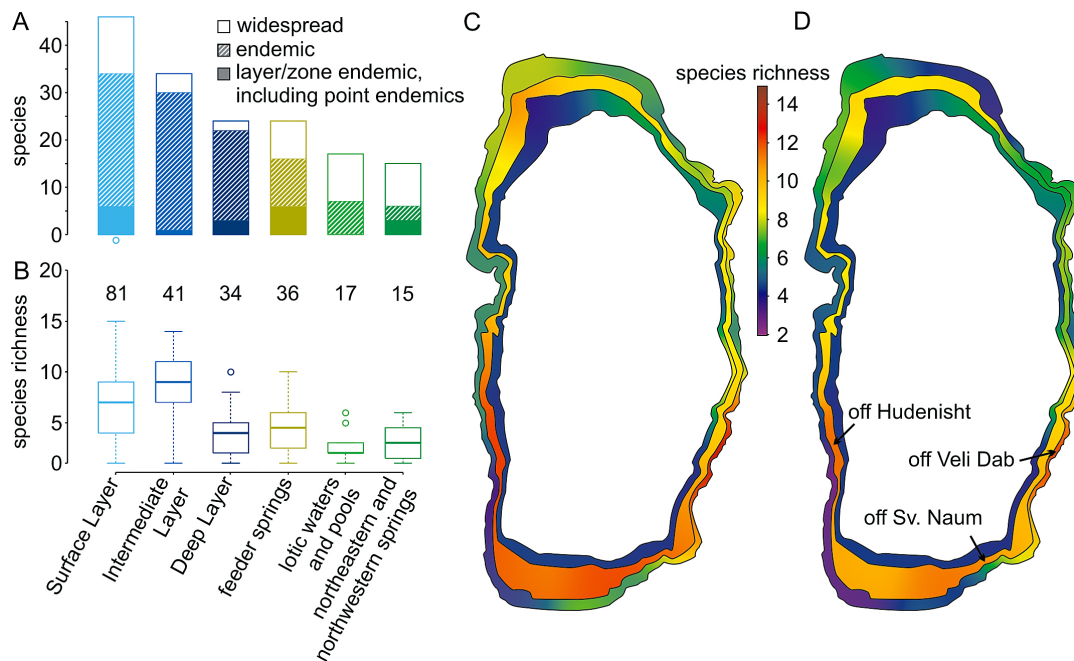 A
species
40
30
20
10
0
widespread
endemic
layer/zone endemic,
including point endemics
B
species richness
20
15
10
5
0
81 41 34 36 17 15
Surface Layer
Intermediate
Layer
Deep Layer
feeder springs
lotic waters
and pools
northeastern and
northwestern springs
C
species richness
14
12
10
8
6
4
2
D
off Hudenisht
off Veli Dab
off Sv. Naum